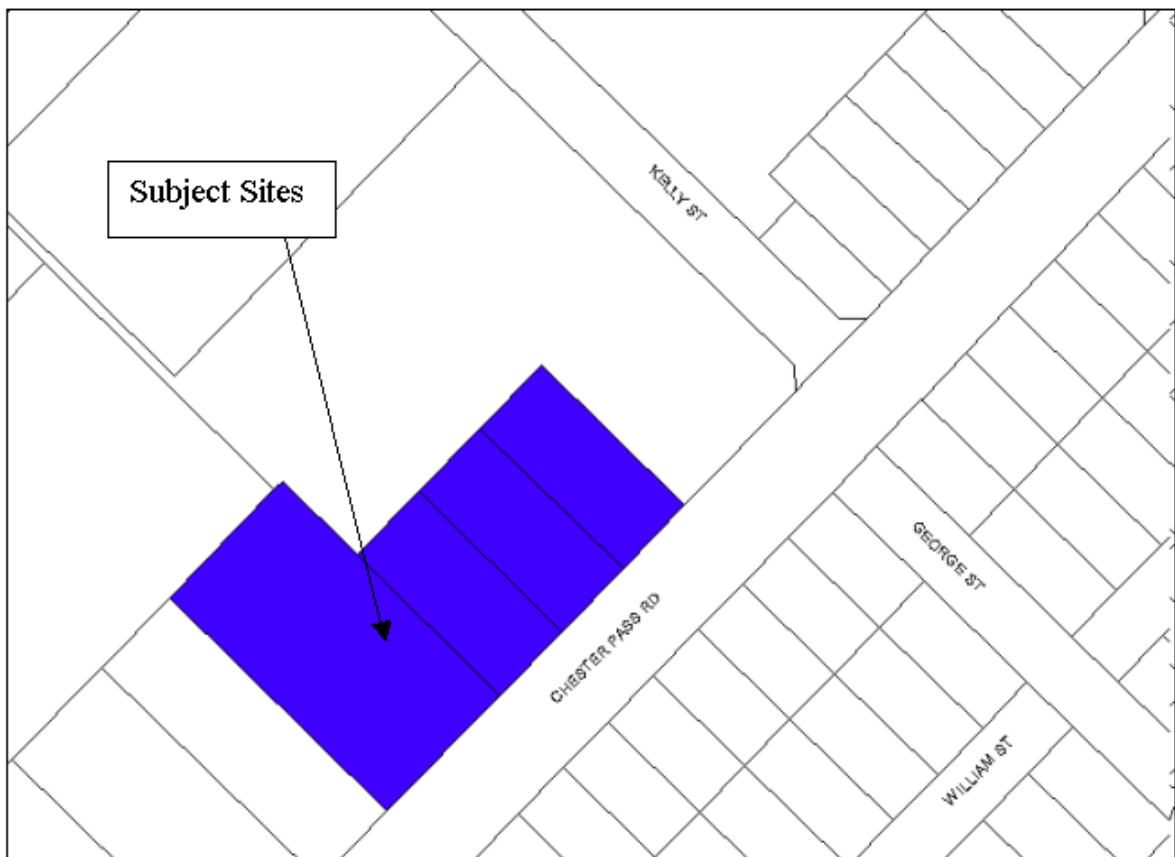 Subject Sites
KELLY ST
GEORGE ST
CHESTER PASS RD
WILLIAM ST